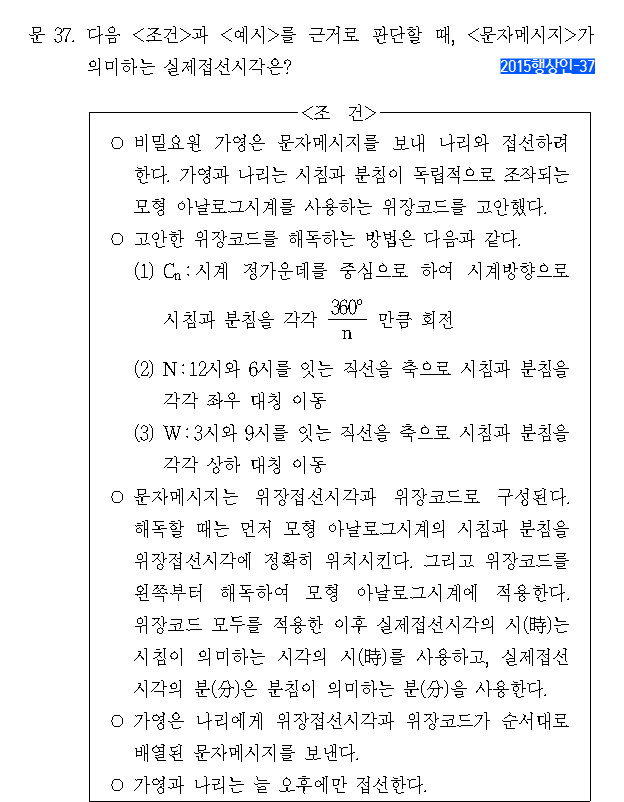 문 37. 다음 <조건>과 <예시>를 근거로 판단할 때, <문자메시지>가
의미하는 실제접선시각은?
2015행상인-37
<조 건>
○ 비밀요원 가영은 문자메시지를 보내 나리와 접선하려
한다. 가영과 나리는 시침과 분침이 독립적으로 조작되는
모형 아날로그시계를 사용하는 위장코드를 고안했다.
○ 고안한 위장코드를 해독하는 방법은 다음과 같다.
(1) Cn : 시계 정가운데를 중심으로 하여 시계방향으로
시침과 분침을 각각 360°/n 만큼 회전
(2) N : 12시와 6시를 잇는 직선을 축으로 시침과 분침을
각각 좌우 대칭 이동
(3) W : 3시와 9시를 잇는 직선을 축으로 시침과 분침을
각각 상하 대칭 이동
○ 문자메시지는 위장접선시각과 위장코드로 구성된다.
해독할 때는 먼저 모형 아날로그시계의 시침과 분침을
위장접선시각에 정확히 위치시킨다. 그리고 위장코드를
왼쪽부터 해독하여 모형 아날로그시계에 적용한다.
위장코드 모두를 적용한 이후 실제접선시각의 시(時)는
시침이 의미하는 시각의 시(時)를 사용하고, 실제접선
시각의 분(分)은 분침이 의미하는 분(分)을 사용한다.
○ 가영은 나리에게 위장접선시각과 위장코드가 순서대로
배열된 문자메시지를 보낸다.
○ 가영과 나리는 늘 오후에만 접선한다.